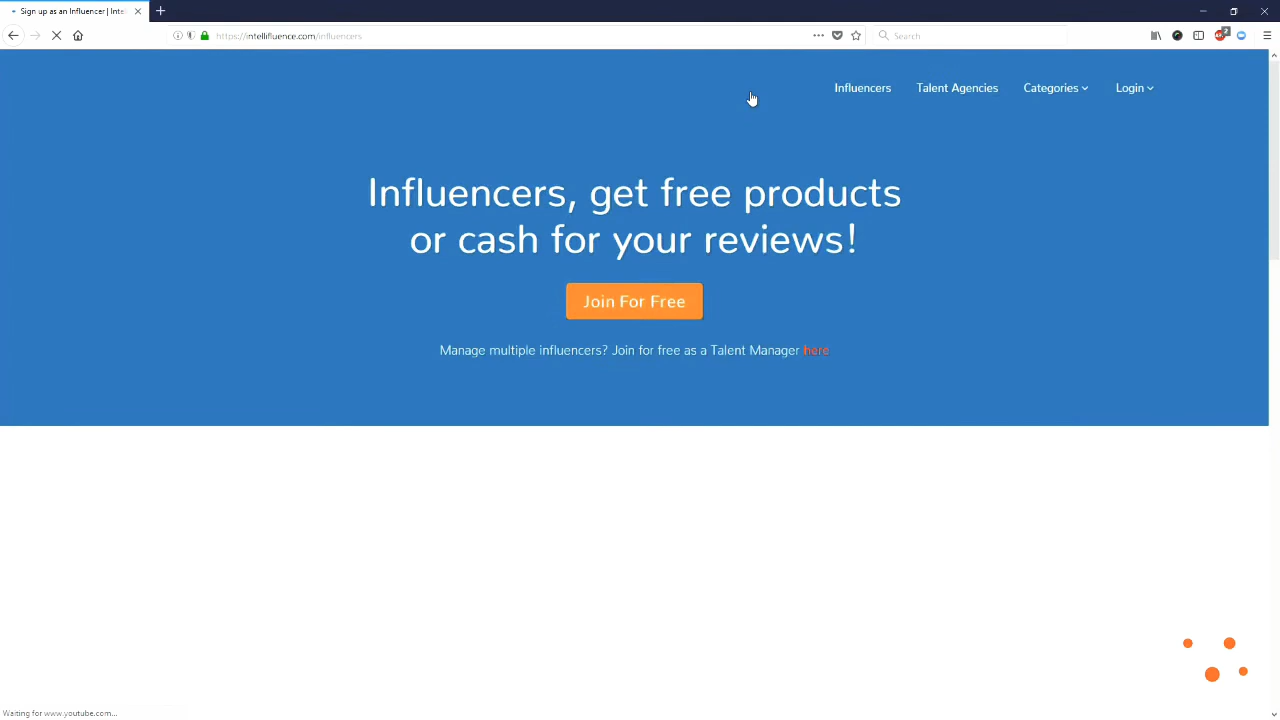 Sign up as an Influencer | Inte
https://intellifluence.com/influencers
Search
2
Influencers
Talent Agencies
Categories
Login
Influencers, get free products
or cash for your reviews!
Join For Free
Manage multiple influencers? Join for free as a Talent Manager here
Waiting for www.youtube.com...